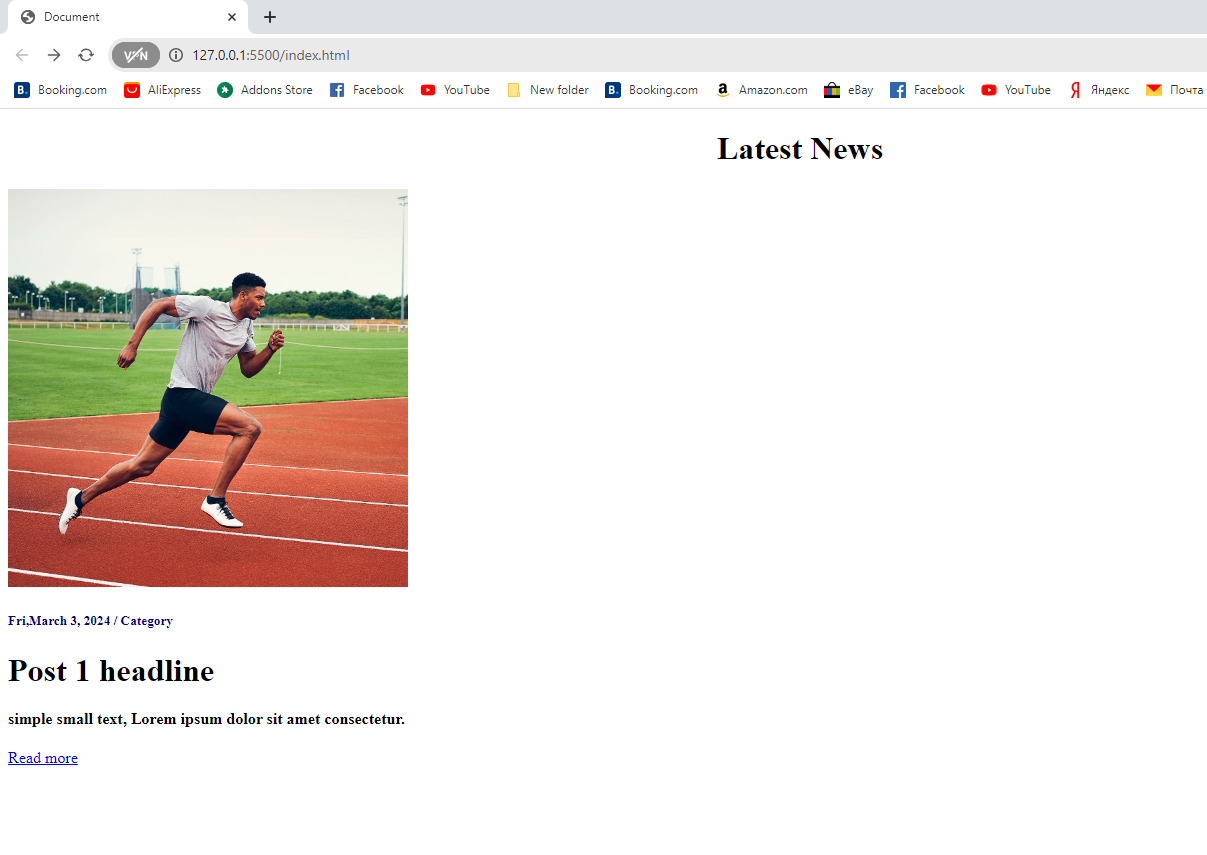 Document
VPN
127.0.0.1:5500/index.html
B. Booking.com AliExpress Addons Store Facebook YouTube New folder B. Booking.com a Amazon.com eBay Facebook YouTube Я Яндекс Почта
Latest News
Fri,March 3, 2024 / Category
Post 1 headline
simple small text, Lorem ipsum dolor sit amet consectetur.
Read more